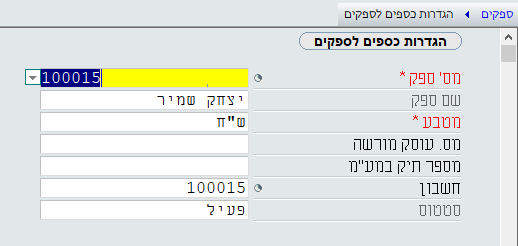 ספקים ◄ הגדרות כספים לספקים
הגדרות כספים לספקים
מס' ספק * 100015
שם ספק יצחק שמיר
מטבע * ש"ח
מס. עוסק מורשה
מספר תיק במע"מ
חשבון 100015
סטטוס פעיל